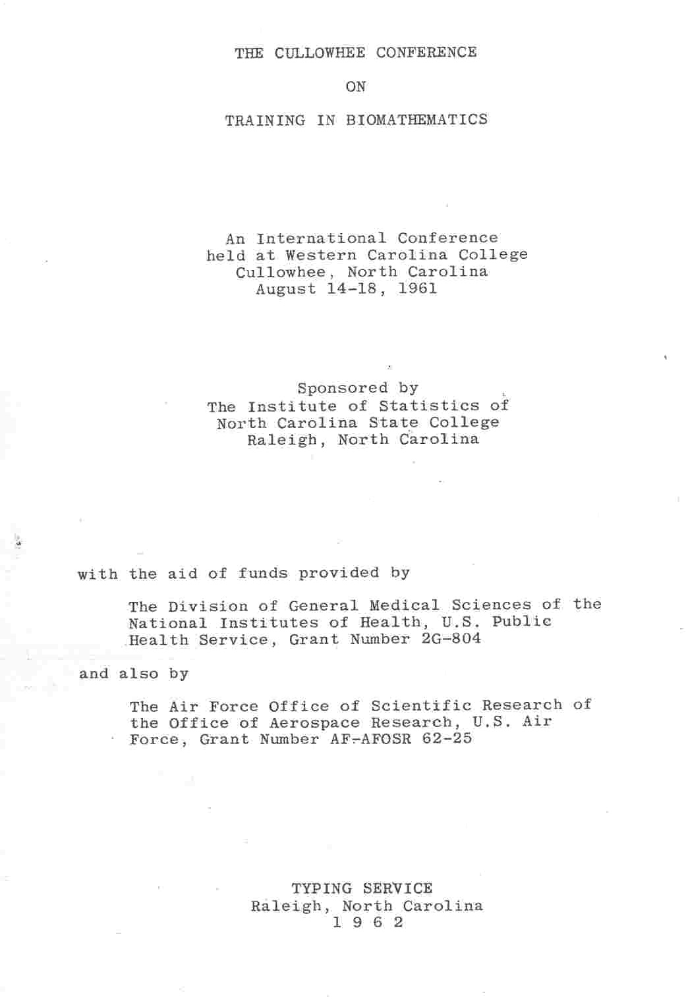 THE CULLOWHEE CONFERENCE
ON
TRAINING IN BIOMATHEMATICS
An International Conference
held at Western Carolina College
Cullowhee, North Carolina
August 14-18, 1961
Sponsored by
The Institute of Statistics of
North Carolina State College
Raleigh, North Carolina
with the aid of funds provided by
The Division of General Medical Sciences of the
National Institutes of Health, U.S. Public
Health Service, Grant Number 2G-804
and also by
The Air Force Office of Scientific Research of
the Office of Aerospace Research, U.S. Air
Force, Grant Number AF-AFOSR 62-25
TYPING SERVICE
Raleigh, North Carolina
1 9 6 2